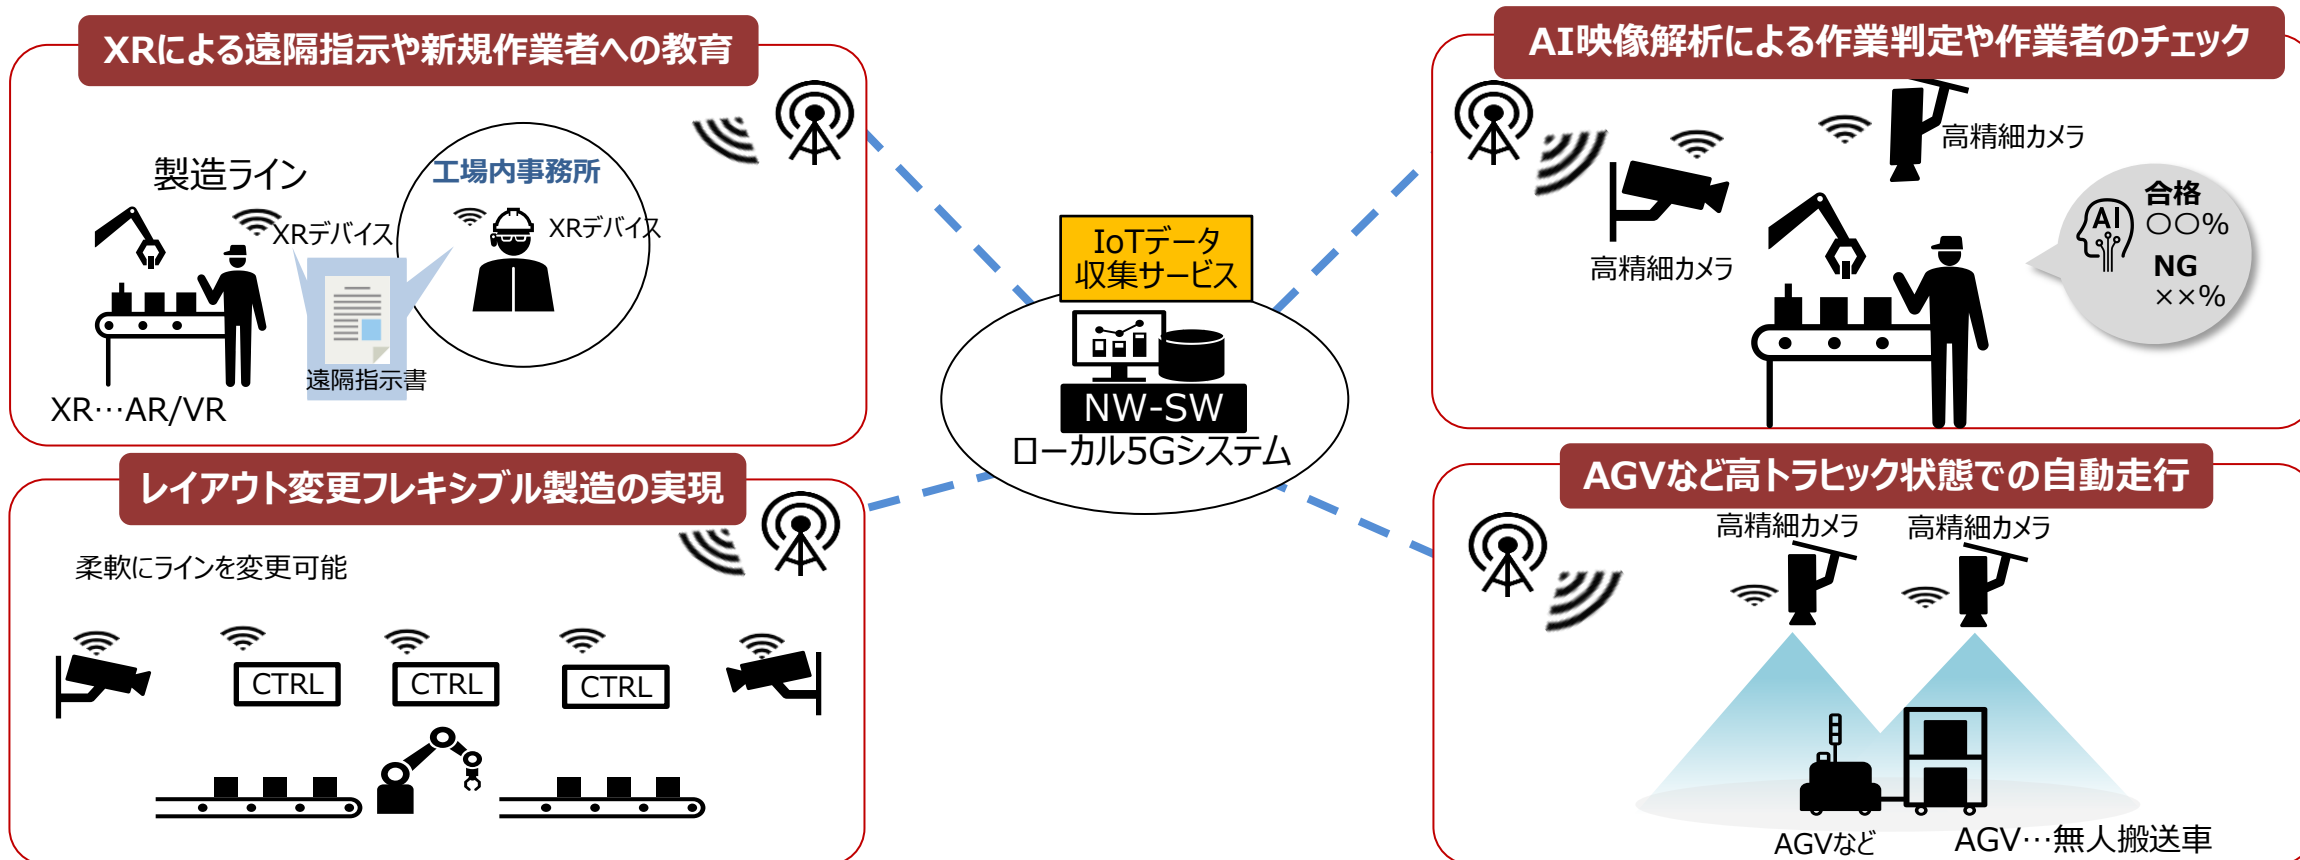 XRによる遠隔指示や新規作業者への教育
製造ライン
工場内事務所
XRデバイス
XRデバイス
遠隔指示書
XR…AR/VR
AI映像解析による作業判定や作業者のチェック
高精細カメラ
高精細カメラ
AI
合格
〇〇%
NG
××%
IoTデータ
収集サービス
NW-SW
ローカル5Gシステム
レイアウト変更フレキシブル製造の実現
柔軟にラインを変更可能
CTRL
CTRL
CTRL
AGVなど高トラヒック状態での自動走行
高精細カメラ
高精細カメラ
AGVなど
AGV…無人搬送車